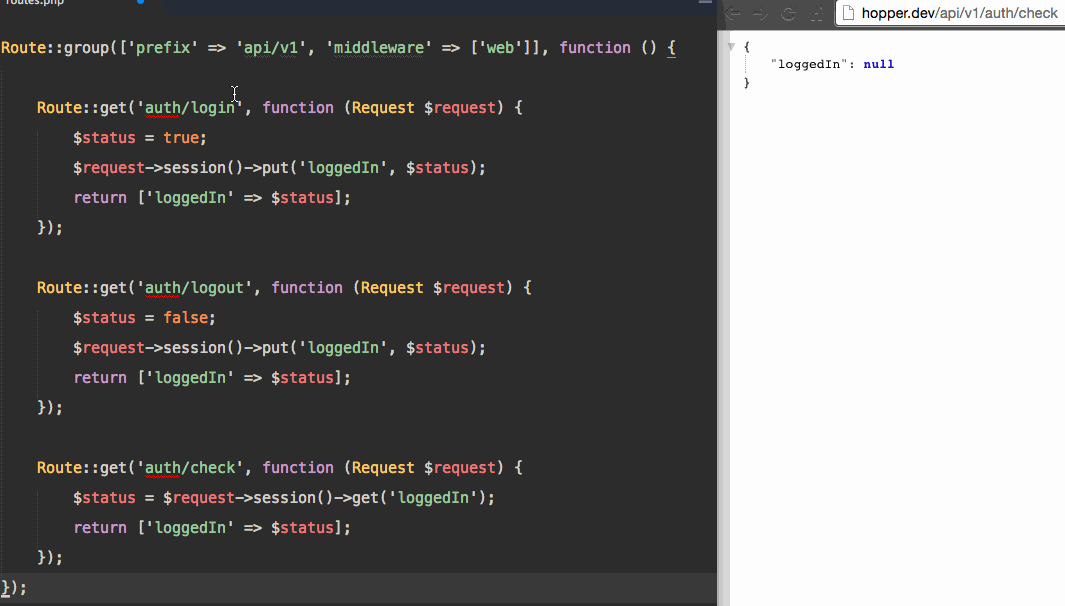 routes.php
Route::group(['prefix' => 'api/v1', 'middleware' => ['web']], function () {
Route::get('auth/login', function (Request $request) {
$status = true;
$request->session()->put('loggedIn', $status);
return ['loggedIn' => $status];
});
Route::get('auth/logout', function (Request $request) {
$status = false;
$request->session()->put('loggedIn', $status);
return ['loggedIn' => $status];
});
Route::get('auth/check', function (Request $request) {
$status = $request->session()->get('loggedIn');
return ['loggedIn' => $status];
});
});
hopper.dev/api/v1/auth/check
{
"loggedIn": null
}